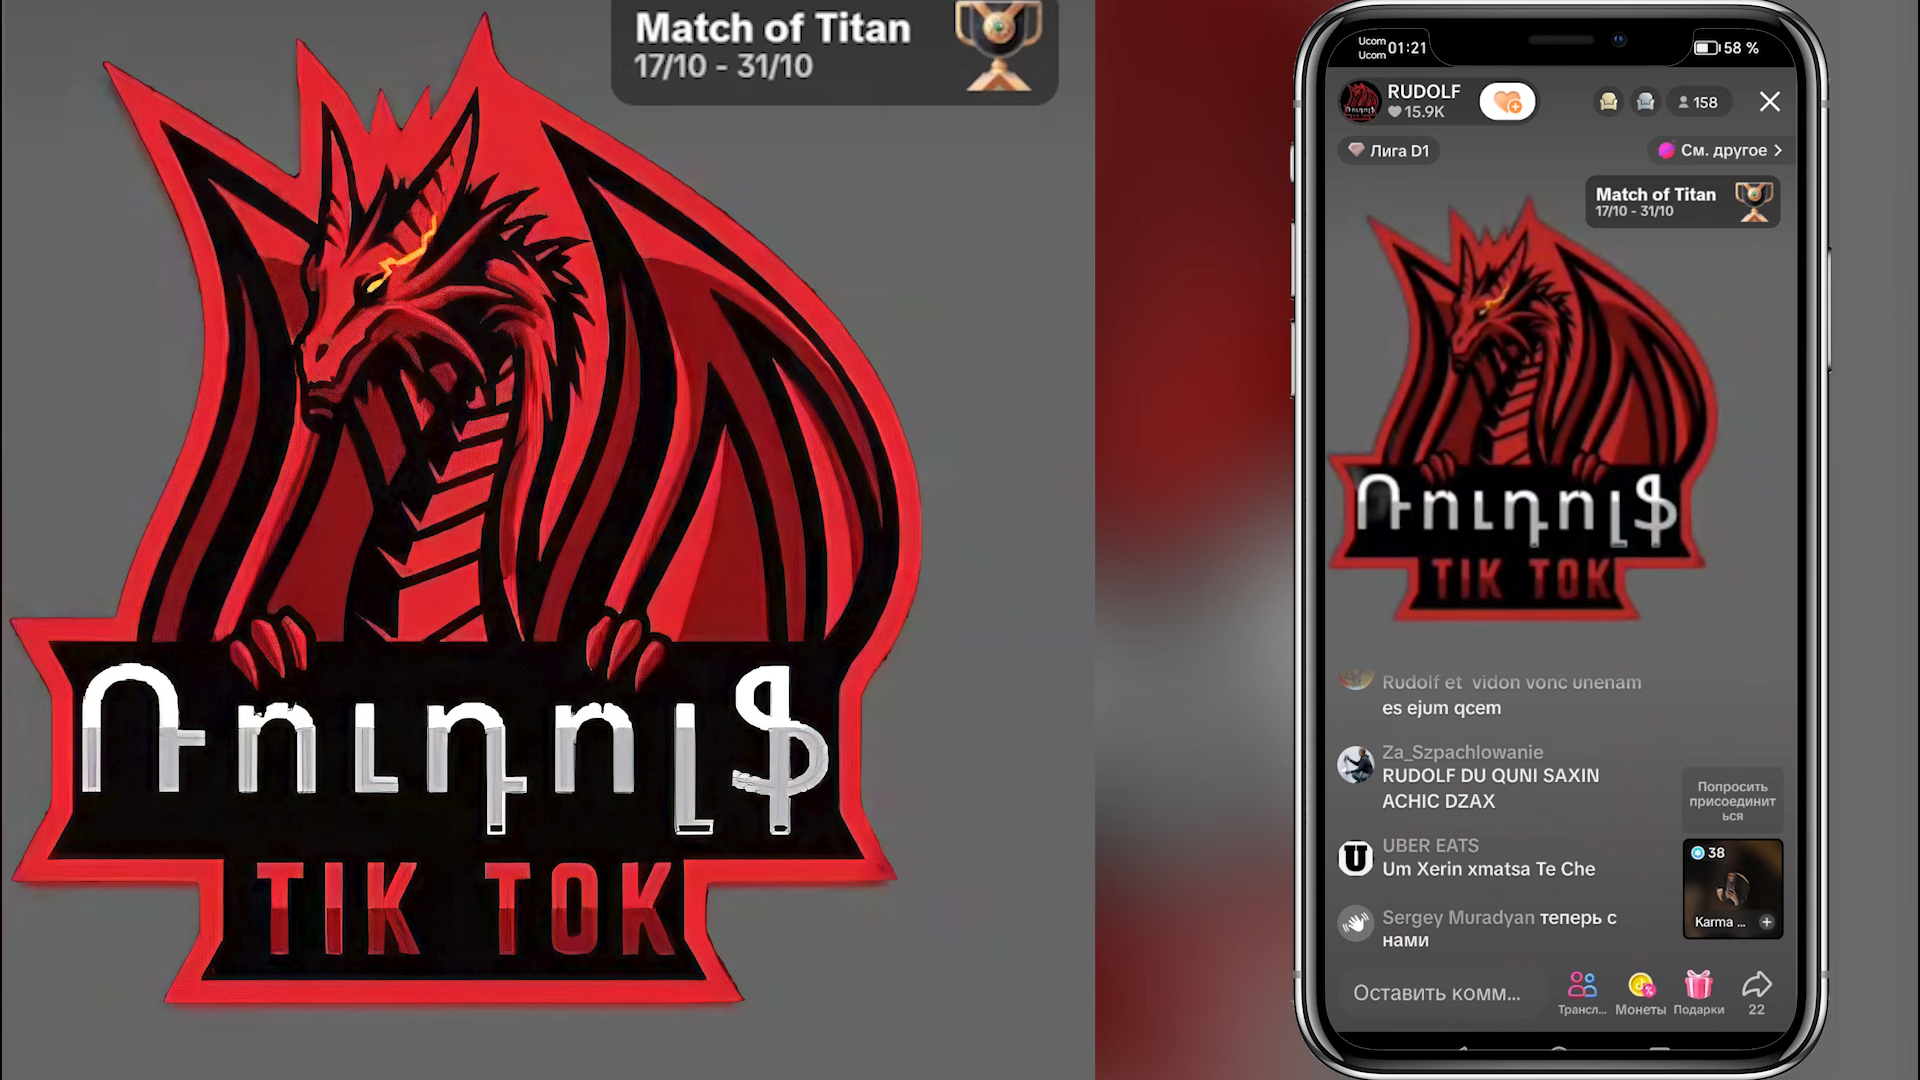 Match of Titan
17/10 - 31/10
Ռուդոլֆ
TIK TOK
Ucom
Ucom
01:21
58 %
RUDOLF
15.9K
158
Лига D1
См. другое
Match of Titan
17/10 - 31/10
Ռուդոլֆ
TIK TOK
Rudolf et vidon vonc unenam
es ejum qcem
Za_Szpachlowanie
RUDOLF DU QUNI SAXIN
ACHIC DZAX
UBER EATS
Um Xerin xmatsa Te Che
Sergey Muradyan теперь с
нами
Попросить
присоединит
ься
38
Karma ...
Оставить комм...
Трансл...
Монеты
Подарки
22